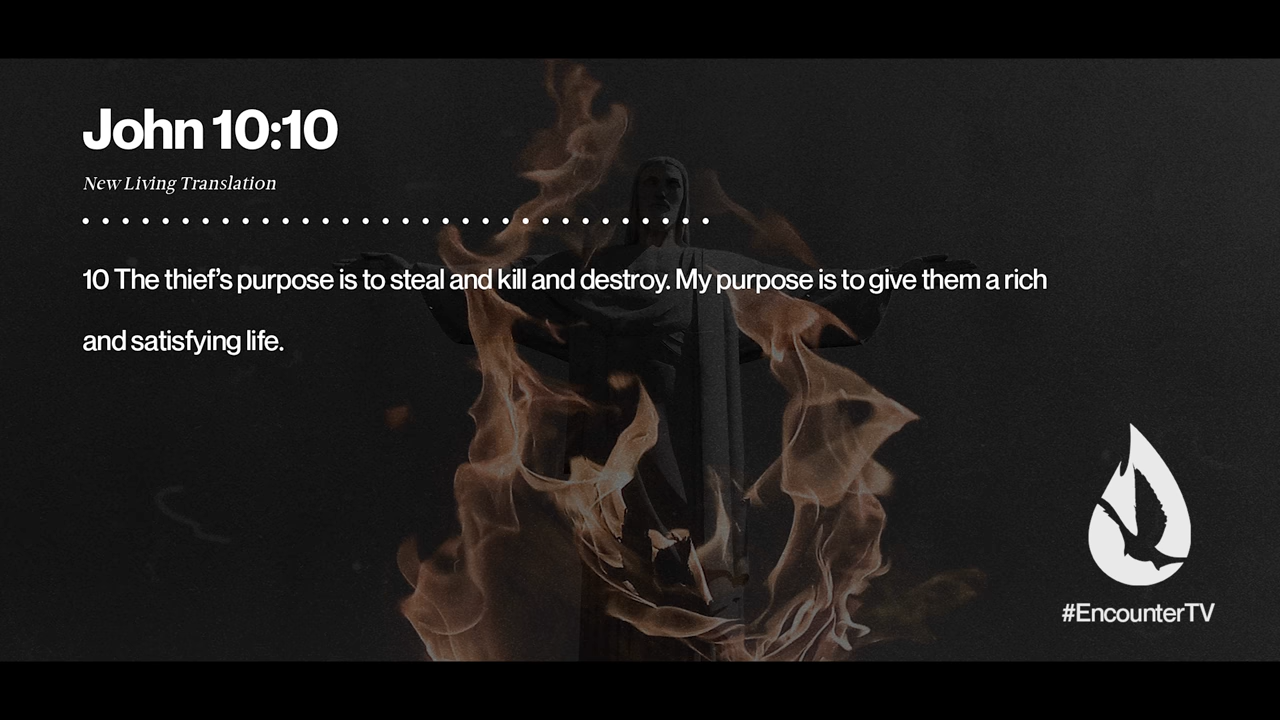 John 10:10
New Living Translation
10 The thief’s purpose is to steal and kill and destroy. My purpose is to give them a rich
and satisfying life.
#EncounterTV